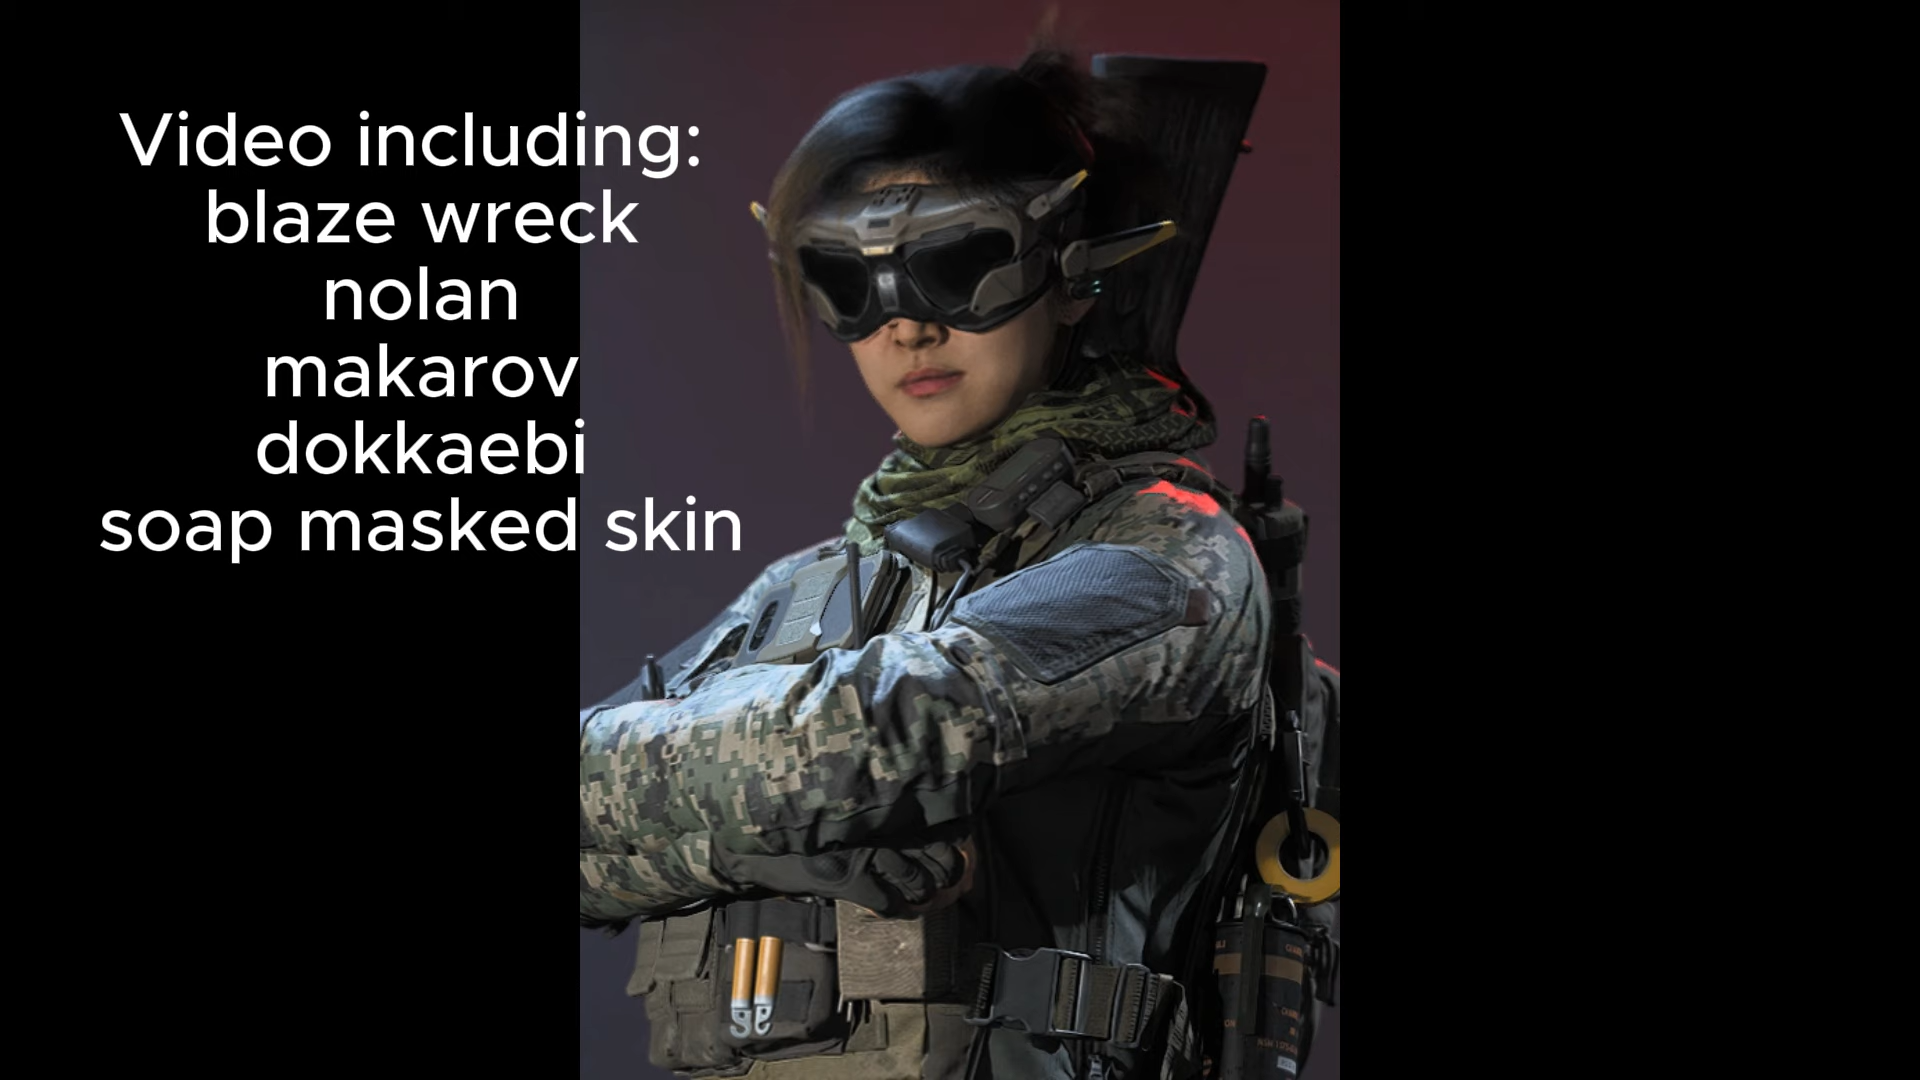 Video including:
blaze wreck
nolan
makarov
dokkaebi
soap masked skin